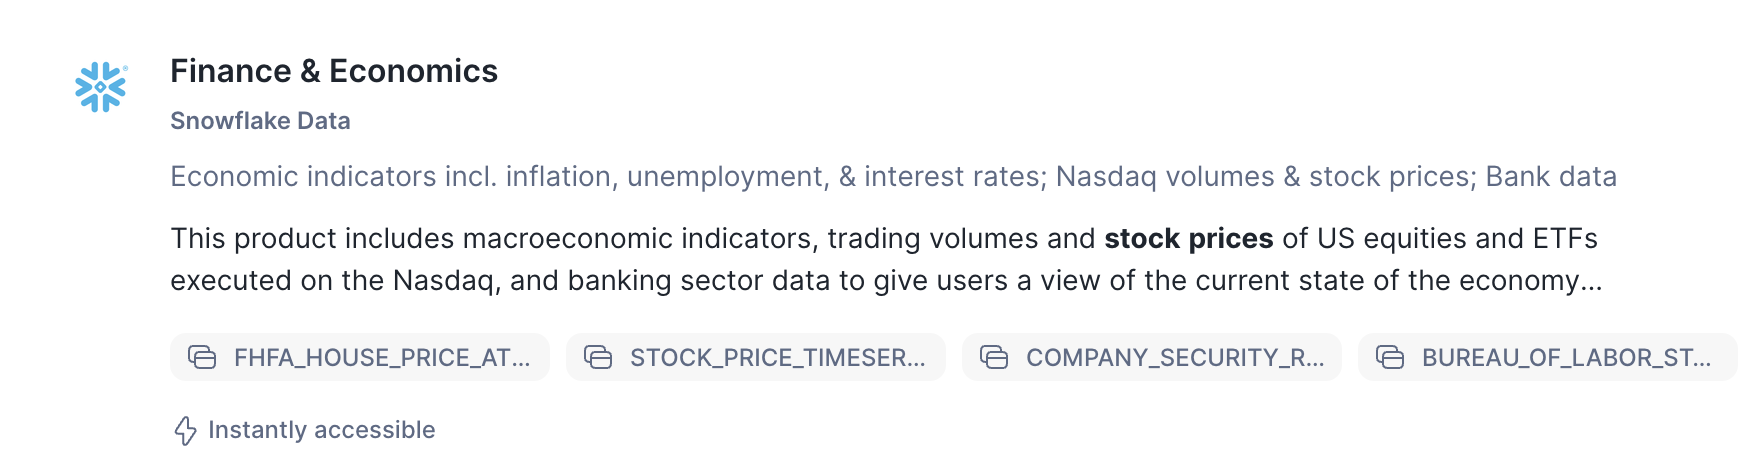 Finance & Economics
Snowflake Data
Economic indicators incl. inflation, unemployment, & interest rates; Nasdaq volumes & stock prices; Bank data
This product includes macroeconomic indicators, trading volumes and stock prices of US equities and ETFs
executed on the Nasdaq, and banking sector data to give users a view of the current state of the economy...
FHFA_HOUSE_PRICE_AT... STOCK_PRICE_TIMESER... COMPANY_SECURITY_R... BUREAU_OF_LABOR_ST...
Instantly accessible